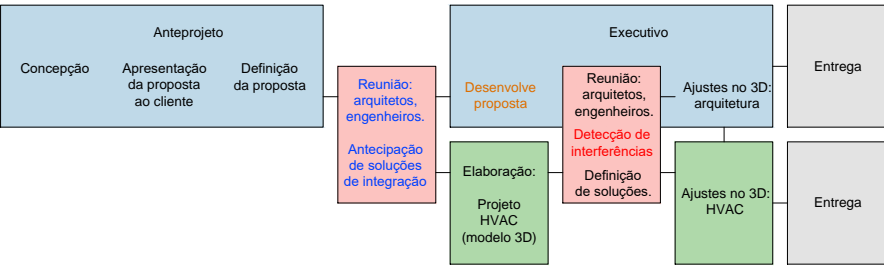 Anteprojeto
Concepção
Apresentação
da proposta
ao cliente
Definição
da proposta
Reunião:
arquitetos,
engenheiros.
Antecipação
de soluções
de integração
Executivo
Desenvolve
proposta
Elaboração:
Projeto
HVAC
(modelo 3D)
Reunião:
arquitetos,
engenheiros.
Detecção de
interferências
Definição
de soluções.
Ajustes no 3D:
arquitetura
Ajustes no 3D:
HVAC
Entrega
Entrega